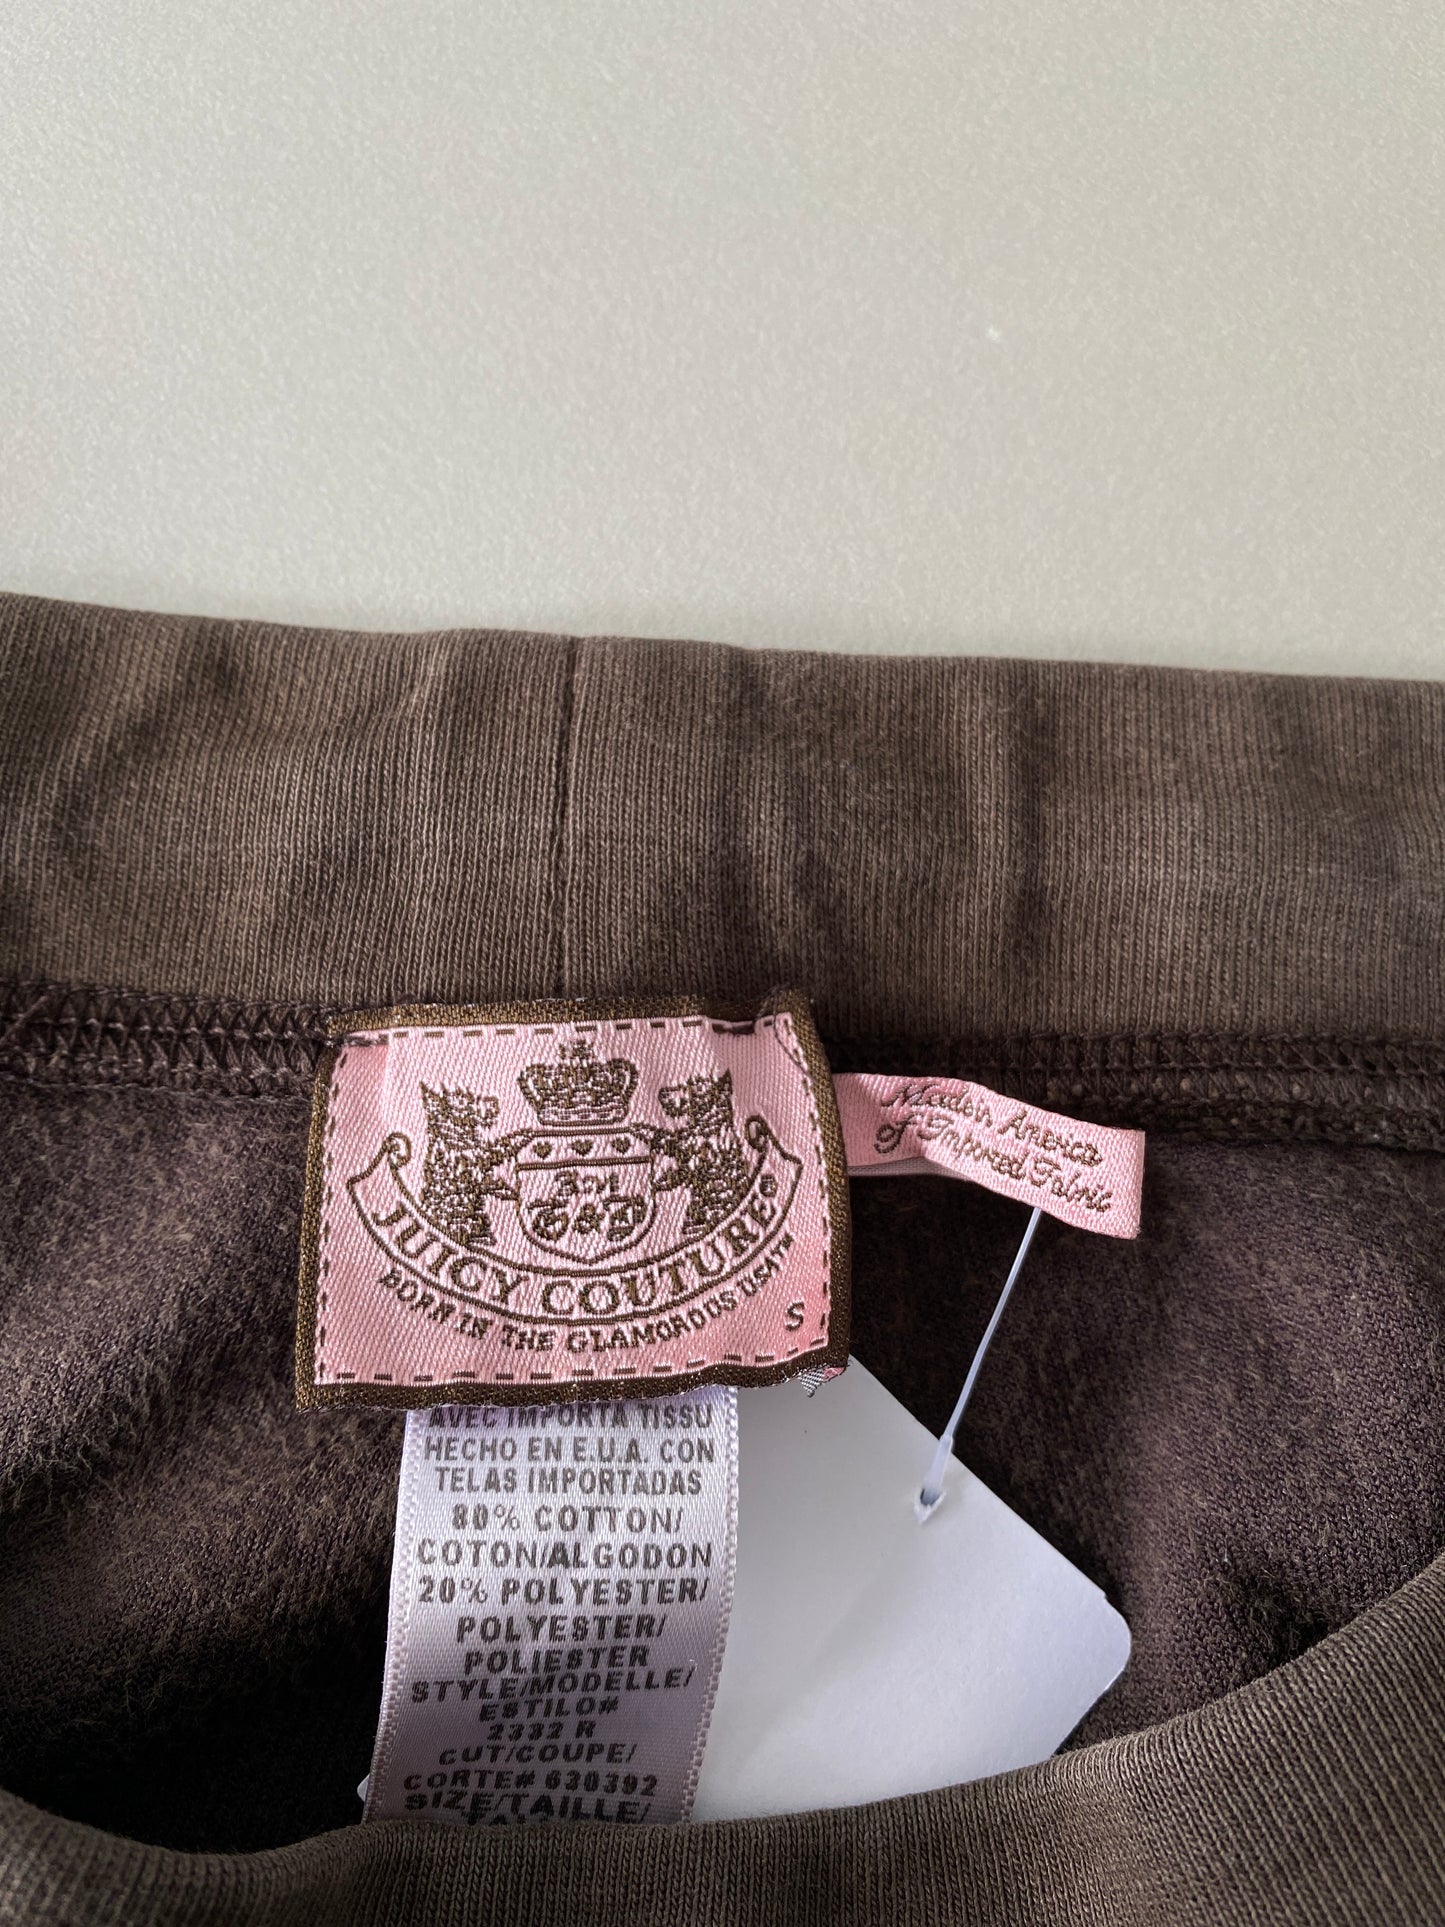 G&P
JUICY COUTURE®
BORN IN THE GLAMOROUS USA™
S
Made in America
of Imported Fabric
AVEC IMPORTA TISSU
HECHO EN E.U.A. CON
TELAS IMPORTADAS
80% COTTON/
COTON/ALGODON
20% POLYESTER/
POLYESTER/
POLIESTER
STYLE/MODELLE/
ESTILO#
2332 R
CUT/COUPE/
CORTE# 630392
SIZE/TAILLE/